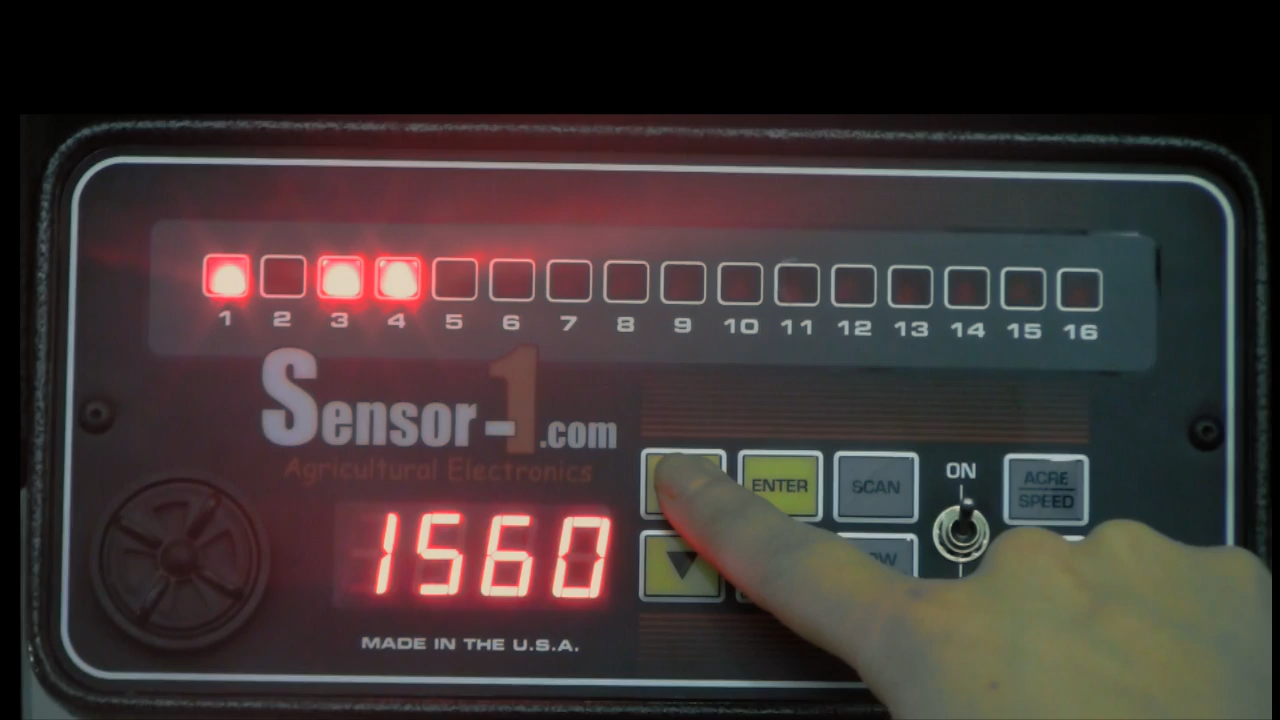 1 2 3 4 5 6 7 8 9 10 11 12 13 14 15 16
Sensor-1.com
Agricultural Electronics
ENTER
SCAN
ON
ACRE
SPEED
1560
MADE IN THE U.S.A.